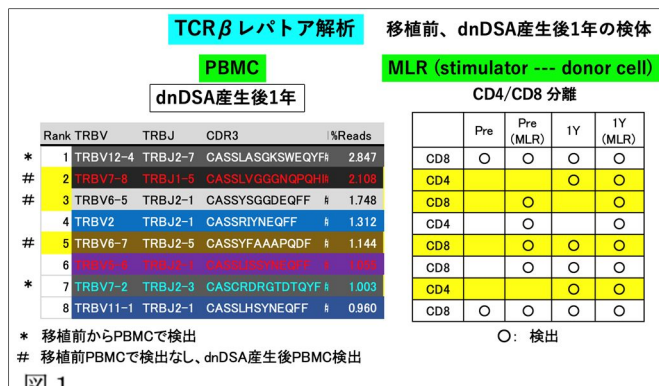 TCRβレパトア解析 移植前、dnDSA産生後1年の検体
PBMC MLR (stimulator --- donor cell)
dnDSA産生後1年 CD4/CD8 分離
Rank TRBV TRBJ CDR3 %Reads
Pre Pre (MLR) 1Y 1Y (MLR)
* 1 TRBV12-4 TRBJ2-7 CASSLASGKSWEQYF 2.847 CD8 ○ ○ ○ ○
# 2 TRBV7-8 TRBJ1-5 CASSLVGGGNQPQH 2.108 CD4 ○ ○
# 3 TRBV6-5 TRBJ2-1 CASSYSGGDEQFF 1.748 CD8 ○ ○
4 TRBV2 TRBJ2-1 CASSRIYNEQFF 1.312 CD4 ○ ○
# 5 TRBV6-7 TRBJ2-5 CASSYFAAAPQDF 1.144 CD8 ○ ○ ○
6 CD8 ○ ○ ○
* 7 TRBV7-2 TRBJ2-3 CASCRDRGTDTQYF 1.003 CD4 ○ ○
8 TRBV11-1 TRBJ2-1 CASSLHSYNEQFF 0.960 CD8 ○ ○ ○ ○
* 移植前からPBMCで検出 ○: 検出
# 移植前PBMCで検出なし、dnDSA産生後PBMC検出
図 1